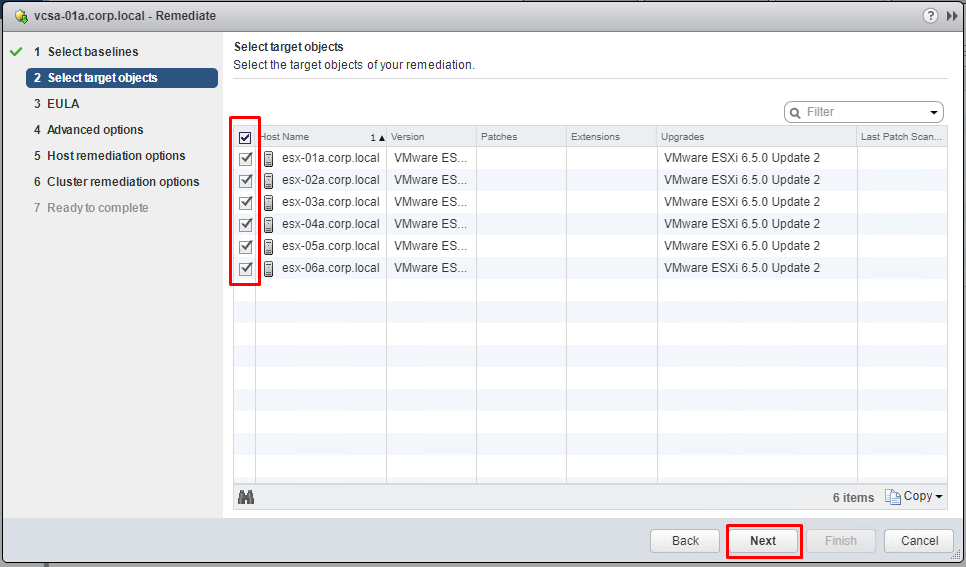 vcsa-01a.corp.local - Remediate
1 Select baselines
2 Select target objects
3 EULA
4 Advanced options
5 Host remediation options
6 Cluster remediation options
7 Ready to complete
Select target objects
Select the target objects of your remediation.
Filter
Host Name 1 Version Patches Extensions Upgrades Last Patch Scan...
esx-01a.corp.local VMware ES... VMware ESXi 6.5.0 Update 2
esx-02a.corp.local VMware ES... VMware ESXi 6.5.0 Update 2
esx-03a.corp.local VMware ES... VMware ESXi 6.5.0 Update 2
esx-04a.corp.local VMware ES... VMware ESXi 6.5.0 Update 2
esx-05a.corp.local VMware ES... VMware ESXi 6.5.0 Update 2
esx-06a.corp.local VMware ES... VMware ESXi 6.5.0 Update 2
6 items Copy
Back Next Finish Cancel